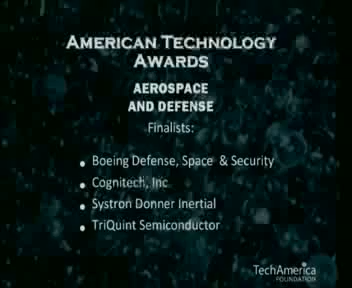 AMERICAN TECHNOLOGY
AWARDS
AEROSPACE
AND DEFENSE
Finalists:
• Boeing Defense, Space & Security
• Cognitech, Inc
• Systron Donner Inertial
• TriQuint Semiconductor
TechAmerica
FOUNDATION